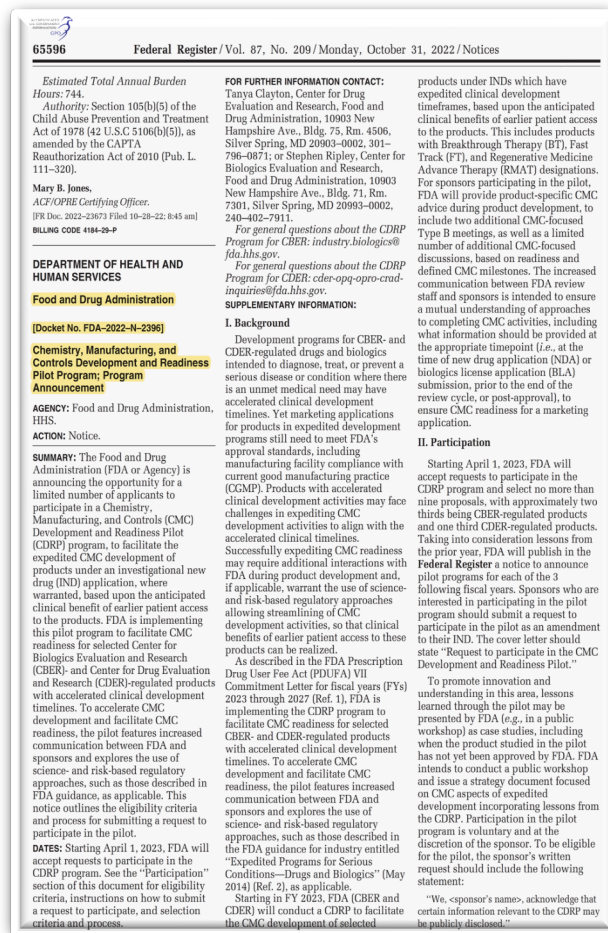 65596 Federal Register / Vol. 87, No. 209 / Monday, October 31, 2022 / Notices
Estimated Total Annual Burden
Hours: 744.
Authority: Section 105(b)(5) of the
Child Abuse Prevention and Treatment
Act of 1978 (42 U.S.C 5106(b)(5)), as
amended by the CAPTA
Reauthorization Act of 2010 (Pub. L.
111–320).
Mary B. Jones,
ACF/OPRE Certifying Officer.
[FR Doc. 2022–23673 Filed 10–28–22; 8:45 am]
BILLING CODE 4184–29–P
DEPARTMENT OF HEALTH AND
HUMAN SERVICES
Food and Drug Administration
[Docket No. FDA–2022–N–2396]
Chemistry, Manufacturing, and
Controls Development and Readiness
Pilot Program; Program
Announcement
AGENCY: Food and Drug Administration,
HHS.
ACTION: Notice.
SUMMARY: The Food and Drug
Administration (FDA or Agency) is
announcing the opportunity for a
limited number of applicants to
participate in a Chemistry,
Manufacturing, and Controls (CMC)
Development and Readiness Pilot
(CDRP) program, to facilitate the
expedited CMC development of
products under an investigational new
drug (IND) application, where
warranted, based upon the anticipated
clinical benefit of earlier patient access
to the products. FDA is implementing
this pilot program to facilitate CMC
readiness for selected Center for
Biologics Evaluation and Research
(CBER)- and Center for Drug Evaluation
and Research (CDER)-regulated products
with accelerated clinical development
timelines. To accelerate CMC
development and facilitate CMC
readiness, the pilot features increased
communication between FDA and
sponsors and explores the use of
science- and risk-based regulatory
approaches, such as those described in
FDA guidance, as applicable. This
notice outlines the eligibility criteria
and process for submitting a request to
participate in the pilot.
DATES: Starting April 1, 2023, FDA will
accept requests to participate in the
CDRP program. See the ‘‘Participation’’
section of this document for eligibility
criteria, instructions on how to submit
a request to participate, and selection
criteria and process.
FOR FURTHER INFORMATION CONTACT:
Tanya Clayton, Center for Drug
Evaluation and Research, Food and
Drug Administration, 10903 New
Hampshire Ave., Bldg. 75, Rm. 4506,
Silver Spring, MD 20903–0002, 301–
796–0871; or Stephen Ripley, Center for
Biologics Evaluation and Research,
Food and Drug Administration, 10903
New Hampshire Ave., Bldg. 71, Rm.
7301, Silver Spring, MD 20993–0002,
240–402–7911.
For general questions about the CDRP
Program for CBER: industry.biologics@
fda.hhs.gov.
For general questions about the CDRP
Program for CDER: cder-opq-opro-crad-
inquiries@fda.hhs.gov.
SUPPLEMENTARY INFORMATION:
I. Background
Development programs for CBER- and
CDER-regulated drugs and biologics
intended to diagnose, treat, or prevent a
serious disease or condition where there
is an unmet medical need may have
accelerated clinical development
timelines. Yet marketing applications
for products in expedited development
programs still need to meet FDA’s
approval standards, including
manufacturing facility compliance with
current good manufacturing practice
(CGMP). Products with accelerated
clinical development activities may face
challenges in expediting CMC
development activities to align with the
accelerated clinical timelines.
Successfully expediting CMC readiness
may require additional interactions with
FDA during product development and,
if applicable, warrant the use of science-
and risk-based regulatory approaches
allowing streamlining of CMC
development activities, so that clinical
benefits of earlier patient access to these
products can be realized.
As described in the FDA Prescription
Drug User Fee Act (PDUFA) VII
Commitment Letter for fiscal years (FYs)
2023 through 2027 (Ref. 1), FDA is
implementing the CDRP program to
facilitate CMC readiness for selected
CBER- and CDER-regulated products
with accelerated clinical development
timelines. To accelerate CMC
development and facilitate CMC
readiness, the pilot features increased
communication between FDA and
sponsors and explores the use of
science- and risk-based regulatory
approaches, such as those described in
the FDA guidance for industry entitled
‘‘Expedited Programs for Serious
Conditions—Drugs and Biologics’’ (May
2014) (Ref. 2), as applicable.
Starting in FY 2023, FDA (CBER and
CDER) will conduct a CDRP to facilitate
the CMC development of selected
products under INDs which have
expedited clinical development
timeframes, based upon the anticipated
clinical benefits of earlier patient access
to the products. This includes products
with Breakthrough Therapy (BT), Fast
Track (FT), and Regenerative Medicine
Advance Therapy (RMAT) designations.
For sponsors participating in the pilot,
FDA will provide product-specific CMC
advice during product development, to
include two additional CMC-focused
Type B meetings, as well as a limited
number of additional CMC-focused
discussions, based on readiness and
defined CMC milestones. The increased
communication between FDA review
staff and sponsors is intended to ensure
a mutual understanding of approaches
to completing CMC activities, including
what information should be provided at
the appropriate timepoint (i.e., at the
time of new drug application (NDA) or
biologics license application (BLA)
submission, prior to the end of the
review cycle, or post-approval), to
ensure CMC readiness for a marketing
application.
II. Participation
Starting April 1, 2023, FDA will
accept requests to participate in the
CDRP program and select no more than
nine proposals, with approximately two
thirds being CBER-regulated products
and one third CDER-regulated products.
Taking into consideration lessons from
the prior year, FDA will publish in the
Federal Register a notice to announce
pilot programs for each of the 3
following fiscal years. Sponsors who are
interested in participating in the pilot
program should submit a request to
participate in the pilot as an amendment
to their IND. The cover letter should
state ‘‘Request to participate in the CMC
Development and Readiness Pilot.’’
To promote innovation and
understanding in this area, lessons
learned through the pilot may be
presented by FDA (e.g., in a public
workshop) as case studies, including
when the product studied in the pilot
has not yet been approved by FDA. FDA
intends to conduct a public workshop
and issue a strategy document focused
on CMC aspects of expedited
development incorporating lessons from
the CDRP. Participation in the pilot
program is voluntary and at the
discretion of the sponsor. To be eligible
for the pilot, the sponsor’s written
request should include the following
statement:
‘‘We, <sponsor’s name>, acknowledge that
certain information relevant to the CDRP may
be publicly disclosed.’’